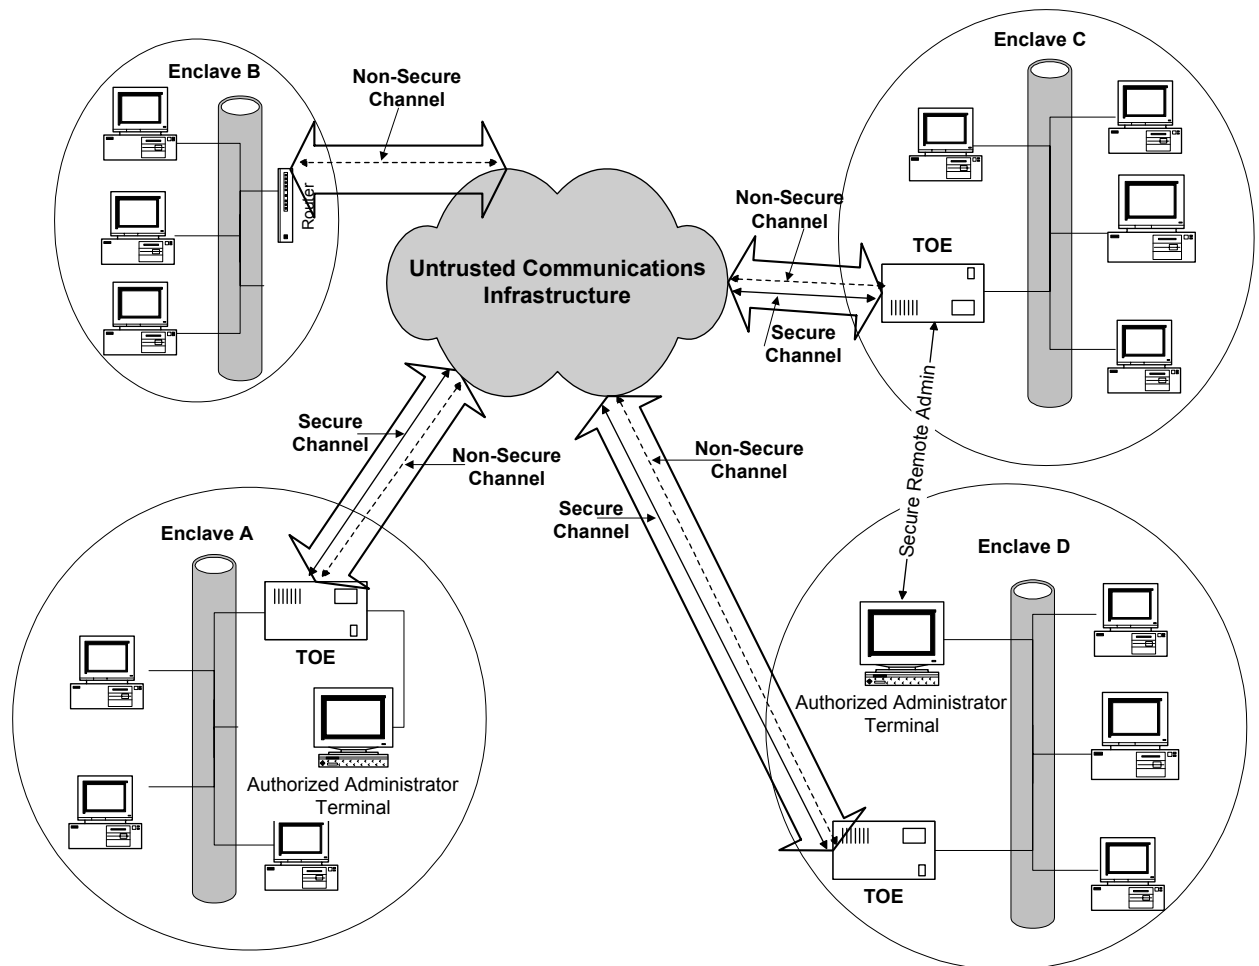 Enclave B
Non-Secure
Channel
Router
Enclave C
Non-Secure
Channel
TOE
Untrusted Communications
Infrastructure
Secure
Channel
Secure Remote Admin
Secure
Channel
Non-Secure
Channel
Non-Secure
Channel
Secure
Channel
Enclave A
TOE
Authorized Administrator
Terminal
Enclave D
Authorized Administrator
Terminal
TOE